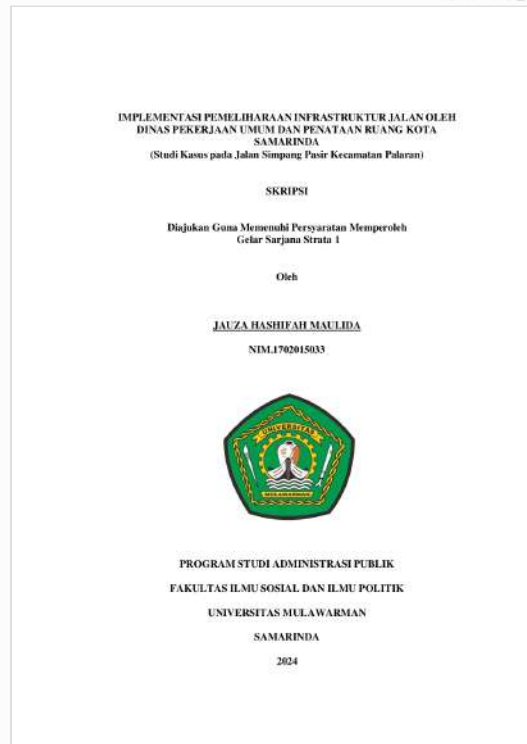 IMPLEMENTASI PEMELIHARAAN INFRASTRUKTUR JALAN OLEH
DINAS PEKERJAAN UMUM DAN PENATAAN RUANG KOTA
SAMARINDA
(Studi Kasus pada Jalan Simpang Pasir Kecamatan Palaran)
SKRIPSI
Diajukan Guna Memenuhi Persyaratan Memperoleh
Gelar Sarjana Strata 1
Oleh
JAUZA HASHIFAH MAULIDA
NIM.1702015033
UNIVERSITAS
MULAWARMAN
PROGRAM STUDI ADMINISTRASI PUBLIK
FAKULTAS ILMU SOSIAL DAN ILMU POLITIK
UNIVERSITAS MULAWARMAN
SAMARINDA
2024